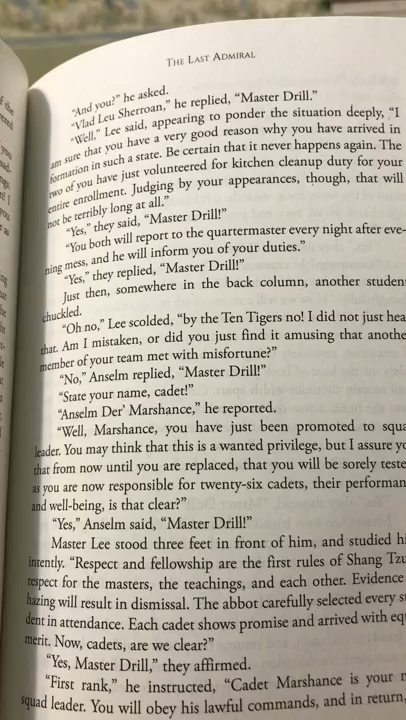 THE LAST ADMIRAL
"And you?" he asked.
"Vlad Leu Sherroan," he replied, "Master Drill."
"Well," Lee said, appearing to ponder the situation deeply, "I
am sure that you have a very good reason why you have arrived in
formation in such a state. Be certain that it never happens again. The
two of you have just volunteered for kitchen cleanup duty for your
entire enrollment. Judging by your appearances, though, that will
not be terribly long at all."
"Yes," they said, "Master Drill!"
"You both will report to the quartermaster every night after eve-
ning mess, and he will inform you of your duties."
"Yes," they replied, "Master Drill!"
Just then, somewhere in the back column, another studen
chuckled.
"Oh no," Lee scolded, "by the Ten Tigers no! I did not just hea
that. Am I mistaken, or did you just find it amusing that anothe
member of your team met with misfortune?"
"No," Anselm replied, "Master Drill!"
"State your name, cadet!"
"Anselm Der' Marshance," he reported.
"Well, Marshance, you have just been promoted to squa
leader. You may think that this is a wanted privilege, but I assure yo
that from now until you are replaced, that you will be sorely teste
as you are now responsible for twenty-six cadets, their performan
and well-being, is that clear?"
"Yes," Anselm said, "Master Drill!"
Master Lee stood three feet in front of him, and studied hi
intently. "Respect and fellowship are the first rules of Shang Tzu
respect for the masters, the teachings, and each other. Evidence
hazing will result in dismissal. The abbot carefully selected every st
dent in attendance. Each cadet shows promise and arrived with equ
merit. Now, cadets, are we clear?"
"Yes, Master Drill," they affirmed.
"First rank," he instructed, "Cadet Marshance is your n
squad leader. You will obey his lawful commands, and in return,